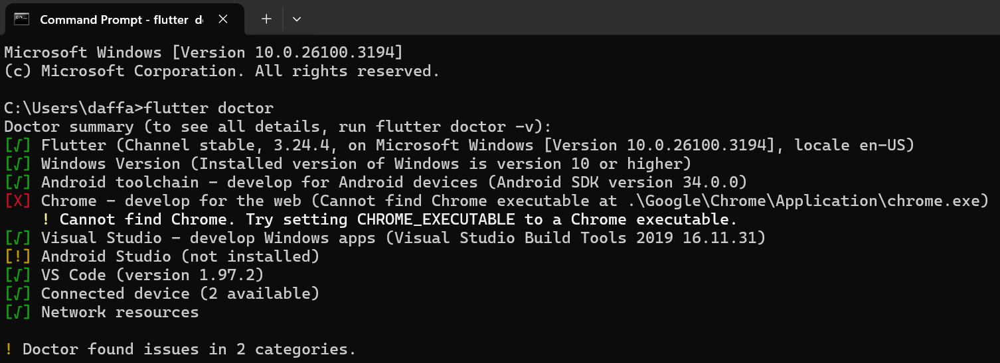 Command Prompt - flutter d
Microsoft Windows [Version 10.0.26100.3194]
(c) Microsoft Corporation. All rights reserved.
C:\Users\daffa>flutter doctor
Doctor summary (to see all details, run flutter doctor -v):
[√] Flutter (Channel stable, 3.24.4, on Microsoft Windows [Version 10.0.26100.3194], locale en-US)
[√] Windows Version (Installed version of Windows is version 10 or higher)
[√] Android toolchain - develop for Android devices (Android SDK version 34.0.0)
[X] Chrome - develop for the web (Cannot find Chrome executable at .\Google\Chrome\Application\chrome.exe)
! Cannot find Chrome. Try setting CHROME_EXECUTABLE to a Chrome executable.
[√] Visual Studio - develop Windows apps (Visual Studio Build Tools 2019 16.11.31)
[!] Android Studio (not installed)
[√] VS Code (version 1.97.2)
[√] Connected device (2 available)
[√] Network resources
! Doctor found issues in 2 categories.